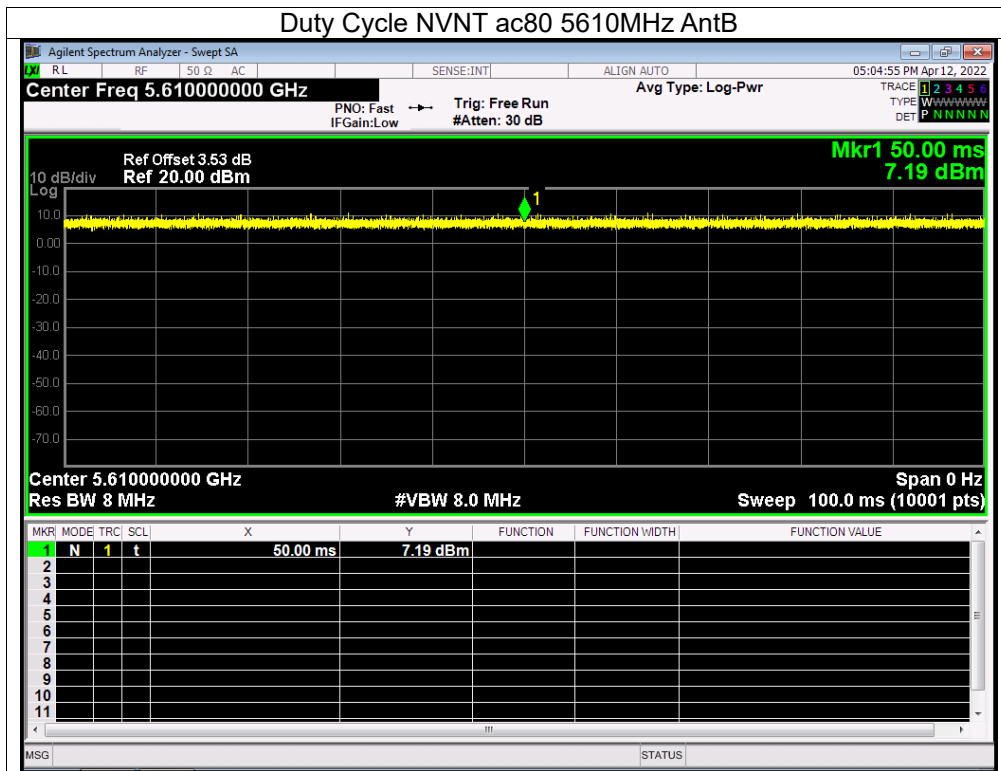 Duty Cycle NVNT ac80 5610MHz AntB
Agilent Spectrum Analyzer - Swept SA
LXI RL RF 50 Ω AC SENSE:INT ALIGN AUTO 05:04:55 PM Apr 12, 2022
Center Freq 5.610000000 GHz Avg Type: Log-Pwr TRACE 1 2 3 4 5 6
PNO: Fast Trig: Free Run TYPE WWWWWW
IFGain:Low #Atten: 30 dB DET P N N N N N
Ref Offset 3.53 dB Mkr1 50.00 ms
10 dB/div Ref 20.00 dBm 7.19 dBm
Log
1
10.0
0.00
-10.0
-20.0
-30.0
-40.0
-50.0
-60.0
-70.0
Center 5.610000000 GHz Span 0 Hz
Res BW 8 MHz #VBW 8.0 MHz Sweep 100.0 ms (10001 pts)
MKR MODE TRC SCL X Y FUNCTION FUNCTION WIDTH FUNCTION VALUE
1 N 1 t 50.00 ms 7.19 dBm
2
3
4
5
6
7
8
9
10
11
MSG STATUS